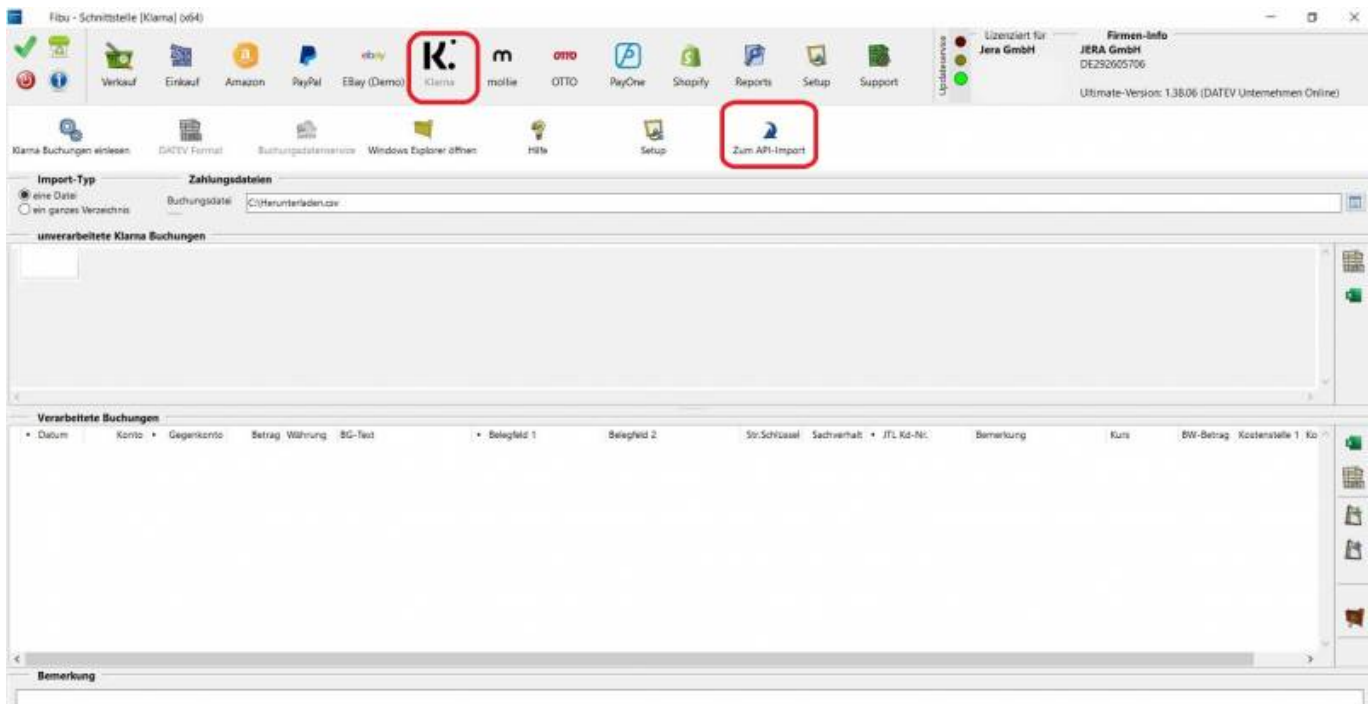 Fibu - Schnittstelle [Klarna] (x64)
Verkauf
Einkauf
Amazon
PayPal
ebay
EBay (Demo)
K.
Klarna
m
mollie
OTTO
OTTO
PayOne
Shopify
Reports
Setup
Support
Updateservice
Lizenziert für
Jera GmbH
Firmen-Info
JERA GmbH
DE292605706
Ultimate-Version: 1.38.06 (DATEV Unternehmen Online)
Klarna Buchungen einlesen
DATEV Format
Buchungsdatenservice
Windows Explorer öffnen
Hilfe
Setup
Zum API-Import
Import-Typ
eine Datei
ein ganzes Verzeichnis
Zahlungsdateien
Buchungsdatei
C:\Herunterladen.csv
unverarbeitete Klarna Buchungen
Verarbeitete Buchungen
Datum Konto Gegenkonto Betrag Währung BG-Text Belegfeld 1 Belegfeld 2 Str.Schlüssel Sachverhalt JTL Kd-Nr. Bemerkung Kurs BW-Betrag Kostenstelle 1 Ko
Bemerkung